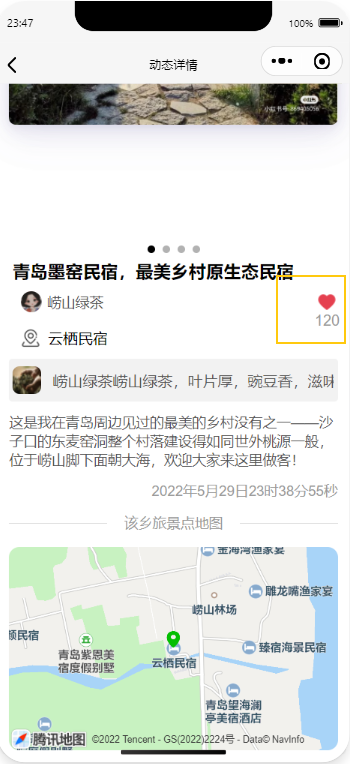 23:47
100%
动态详情
小红书
小红书号:869405056
青岛墨窑民宿，最美乡村原生态民宿
崂山绿茶
120
云栖民宿
崂山绿茶崂山绿茶，叶片厚，豌豆香，滋味
这是我在青岛周边见过的最美的乡村没有之一——沙
子口的东麦窑洞整个村落建设得如同世外桃源一般，
位于崂山脚下面朝大海，欢迎大家来这里做客！
2022年5月29日23时38分55秒
该乡旅景点地图
金海湾渔家宴
雕龙嘴渔家宴
崂山林场
顾民宿
青岛紫恩美
宿度假别墅
臻宿海景民宿
云栖民宿
青岛望海澜
亭美宿酒店
腾讯地图
©2022 Tencent - GS(2022)2224号 - Data© NavInfo